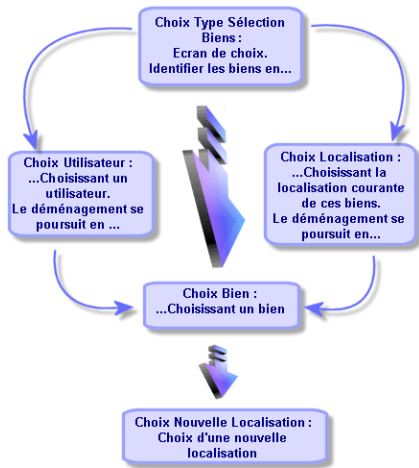 Choix Type Sélection
Biens :
Ecran de choix.
Identifier les biens en...
Choix Utilisateur :
...Choisissant un
utilisateur.
Le déménagement se
poursuit en ...
Choix Localisation :
...Choisissant la
localisation courante
de ces biens.
Le déménagement se
poursuit en...
Choix Bien :
...Choisissant un bien
Choix Nouvelle Localisation :
Choix d'une nouvelle
localisation